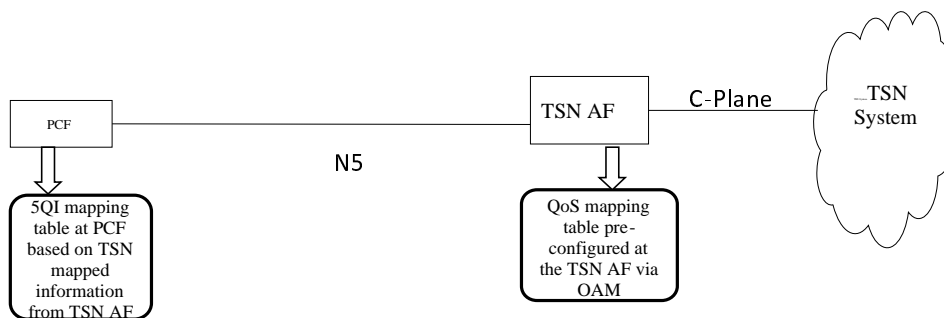 PCF
N5
TSN AF
C-Plane
TSN
System
5QI mapping
table at PCF
based on TSN
mapped
information
from TSN AF
QoS mapping
table pre-
configured at
the TSN AF via
OAM